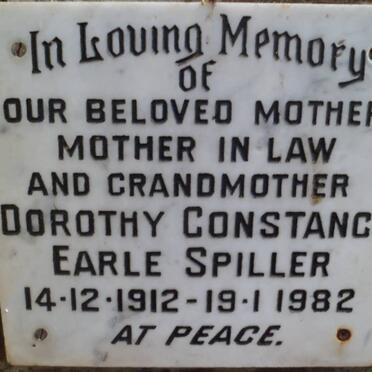 In Loving Memory
OF
OUR BELOVED MOTHER
MOTHER IN LAW
AND GRANDMOTHER
DOROTHY CONSTANC
EARLE SPILLER
14·12·1912-19·1 1982
AT PEACE.